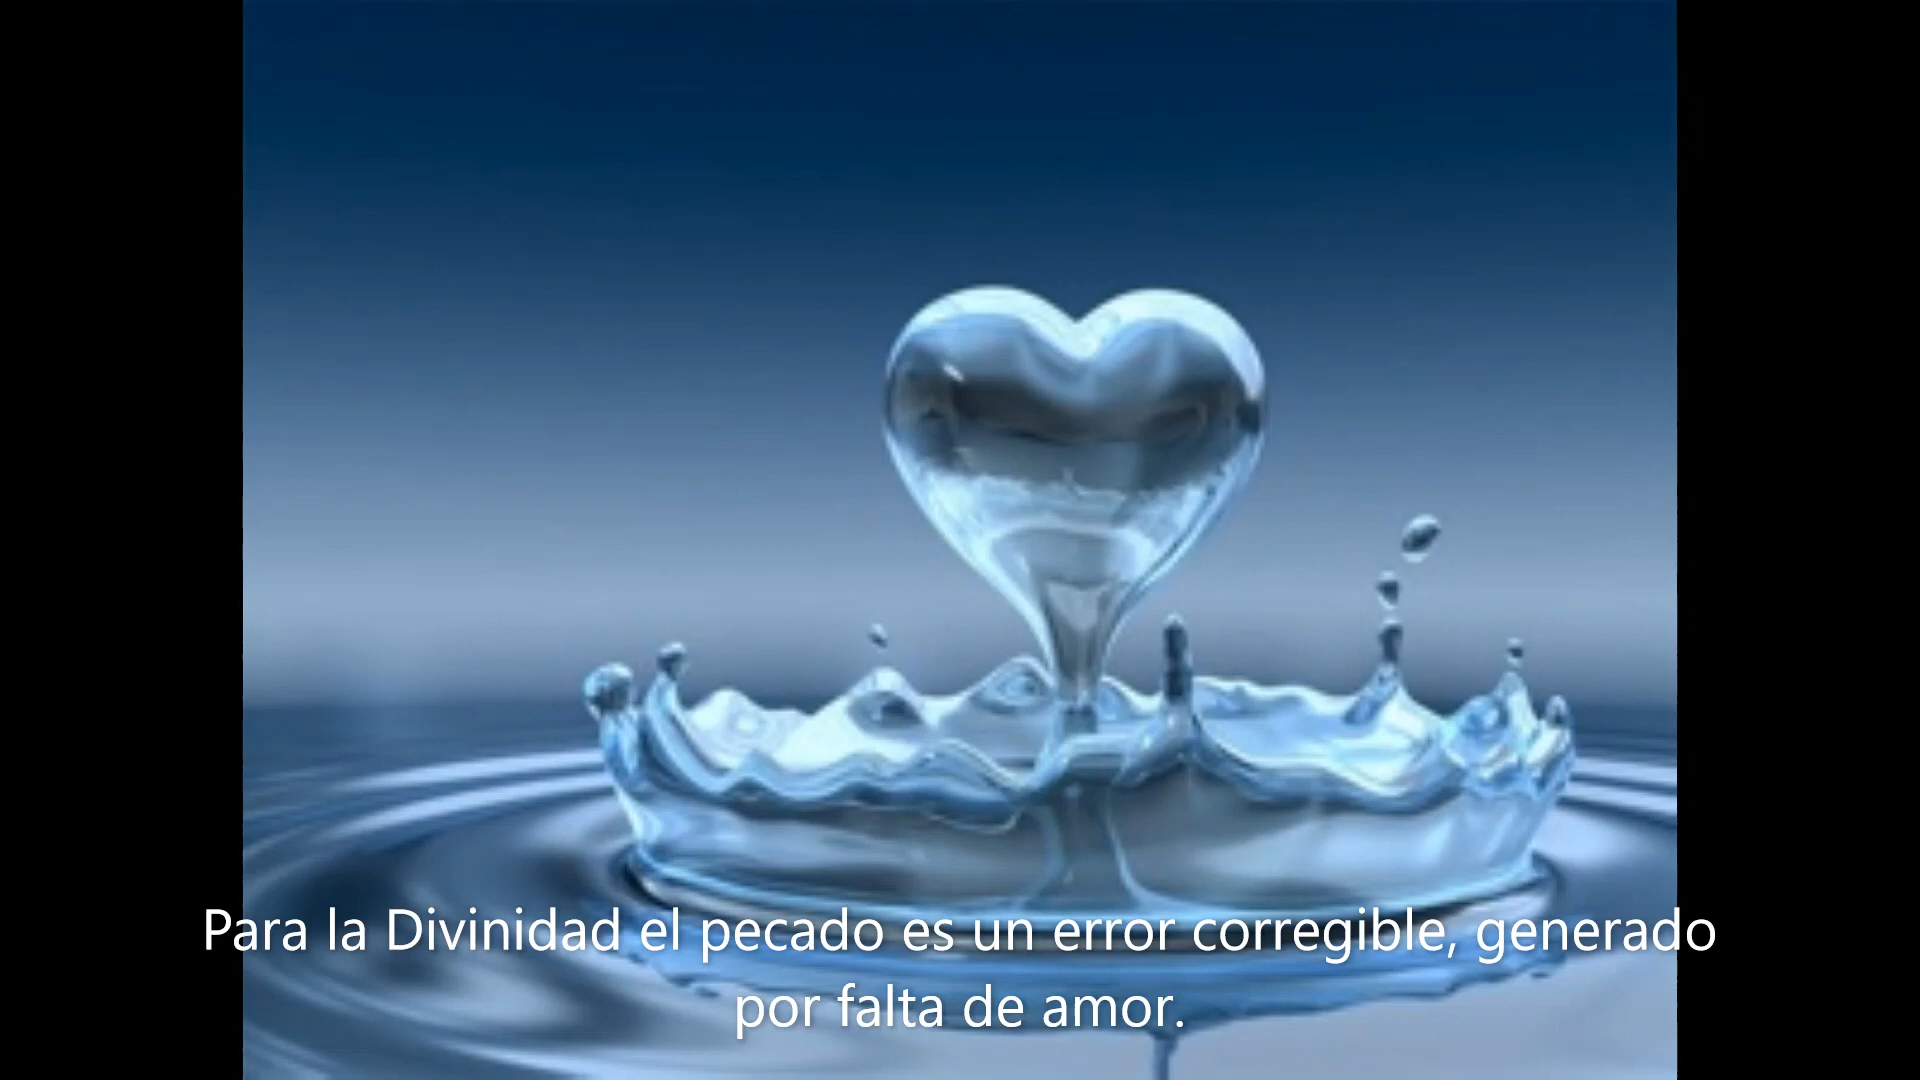 Para la Divinidad el pecado es un error corregible, generado
por falta de amor.